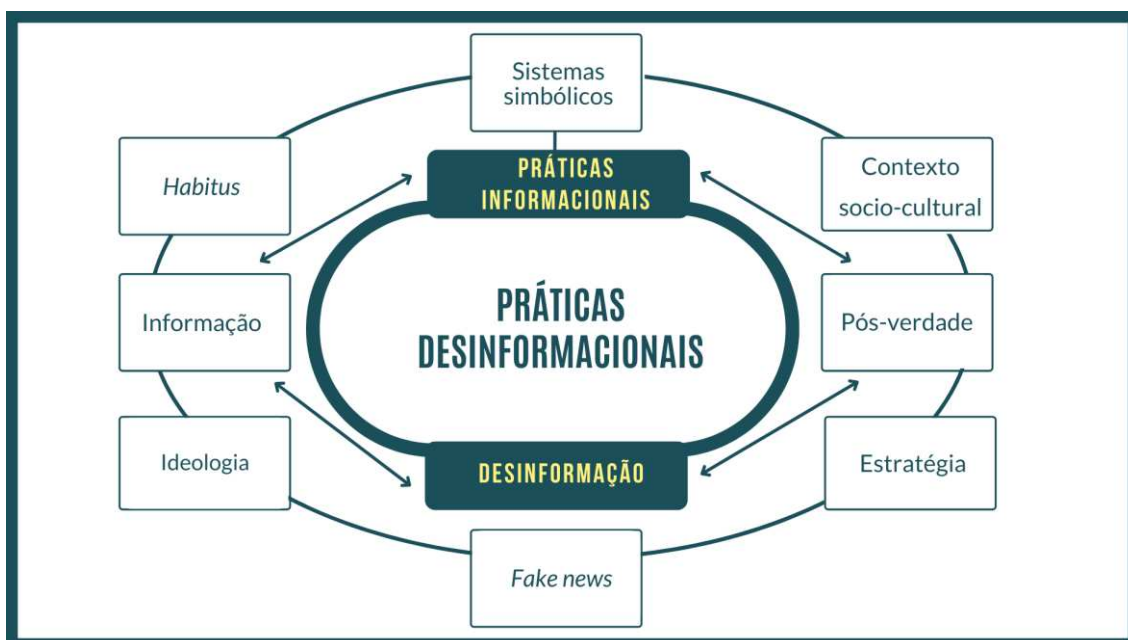 Sistemas
simbólicos
PRÁTICAS
INFORMACIONAIS
Habitus
Contexto
socio-cultural
Informação
PRÁTICAS
DESINFORMACIONAIS
Pós-verdade
Ideologia
DESINFORMAÇÃO
Estratégia
Fake news